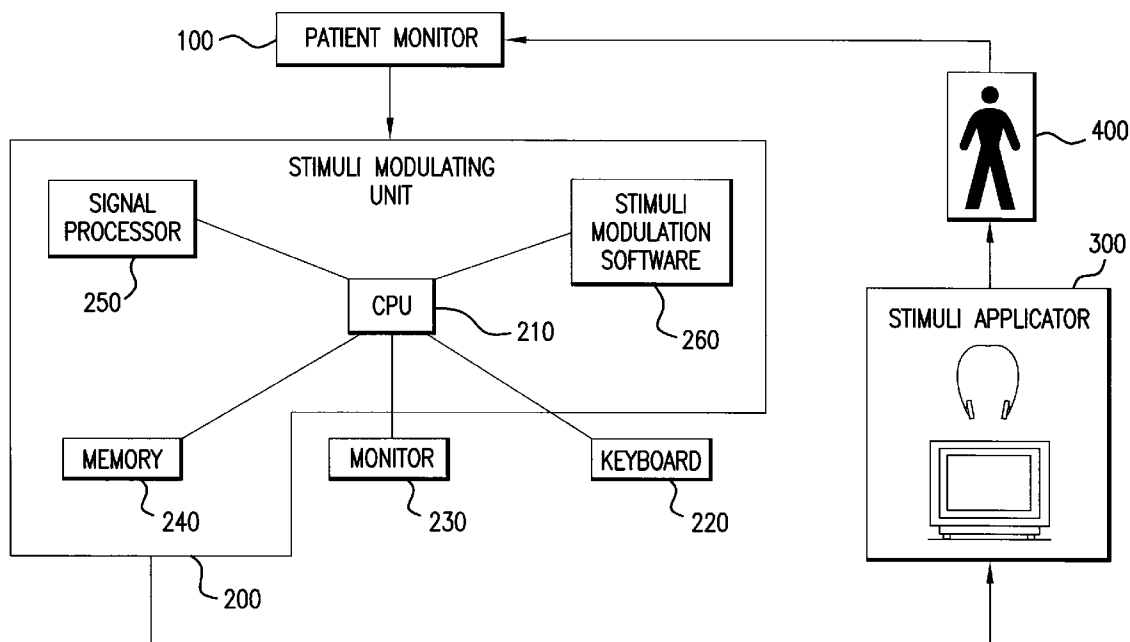 100
PATIENT MONITOR
400
STIMULI MODULATING
UNIT
SIGNAL
PROCESSOR
250
STIMULI
MODULATION
SOFTWARE
260
CPU
210
300
STIMULI APPLICATOR
MEMORY
240
MONITOR
230
KEYBOARD
220
200